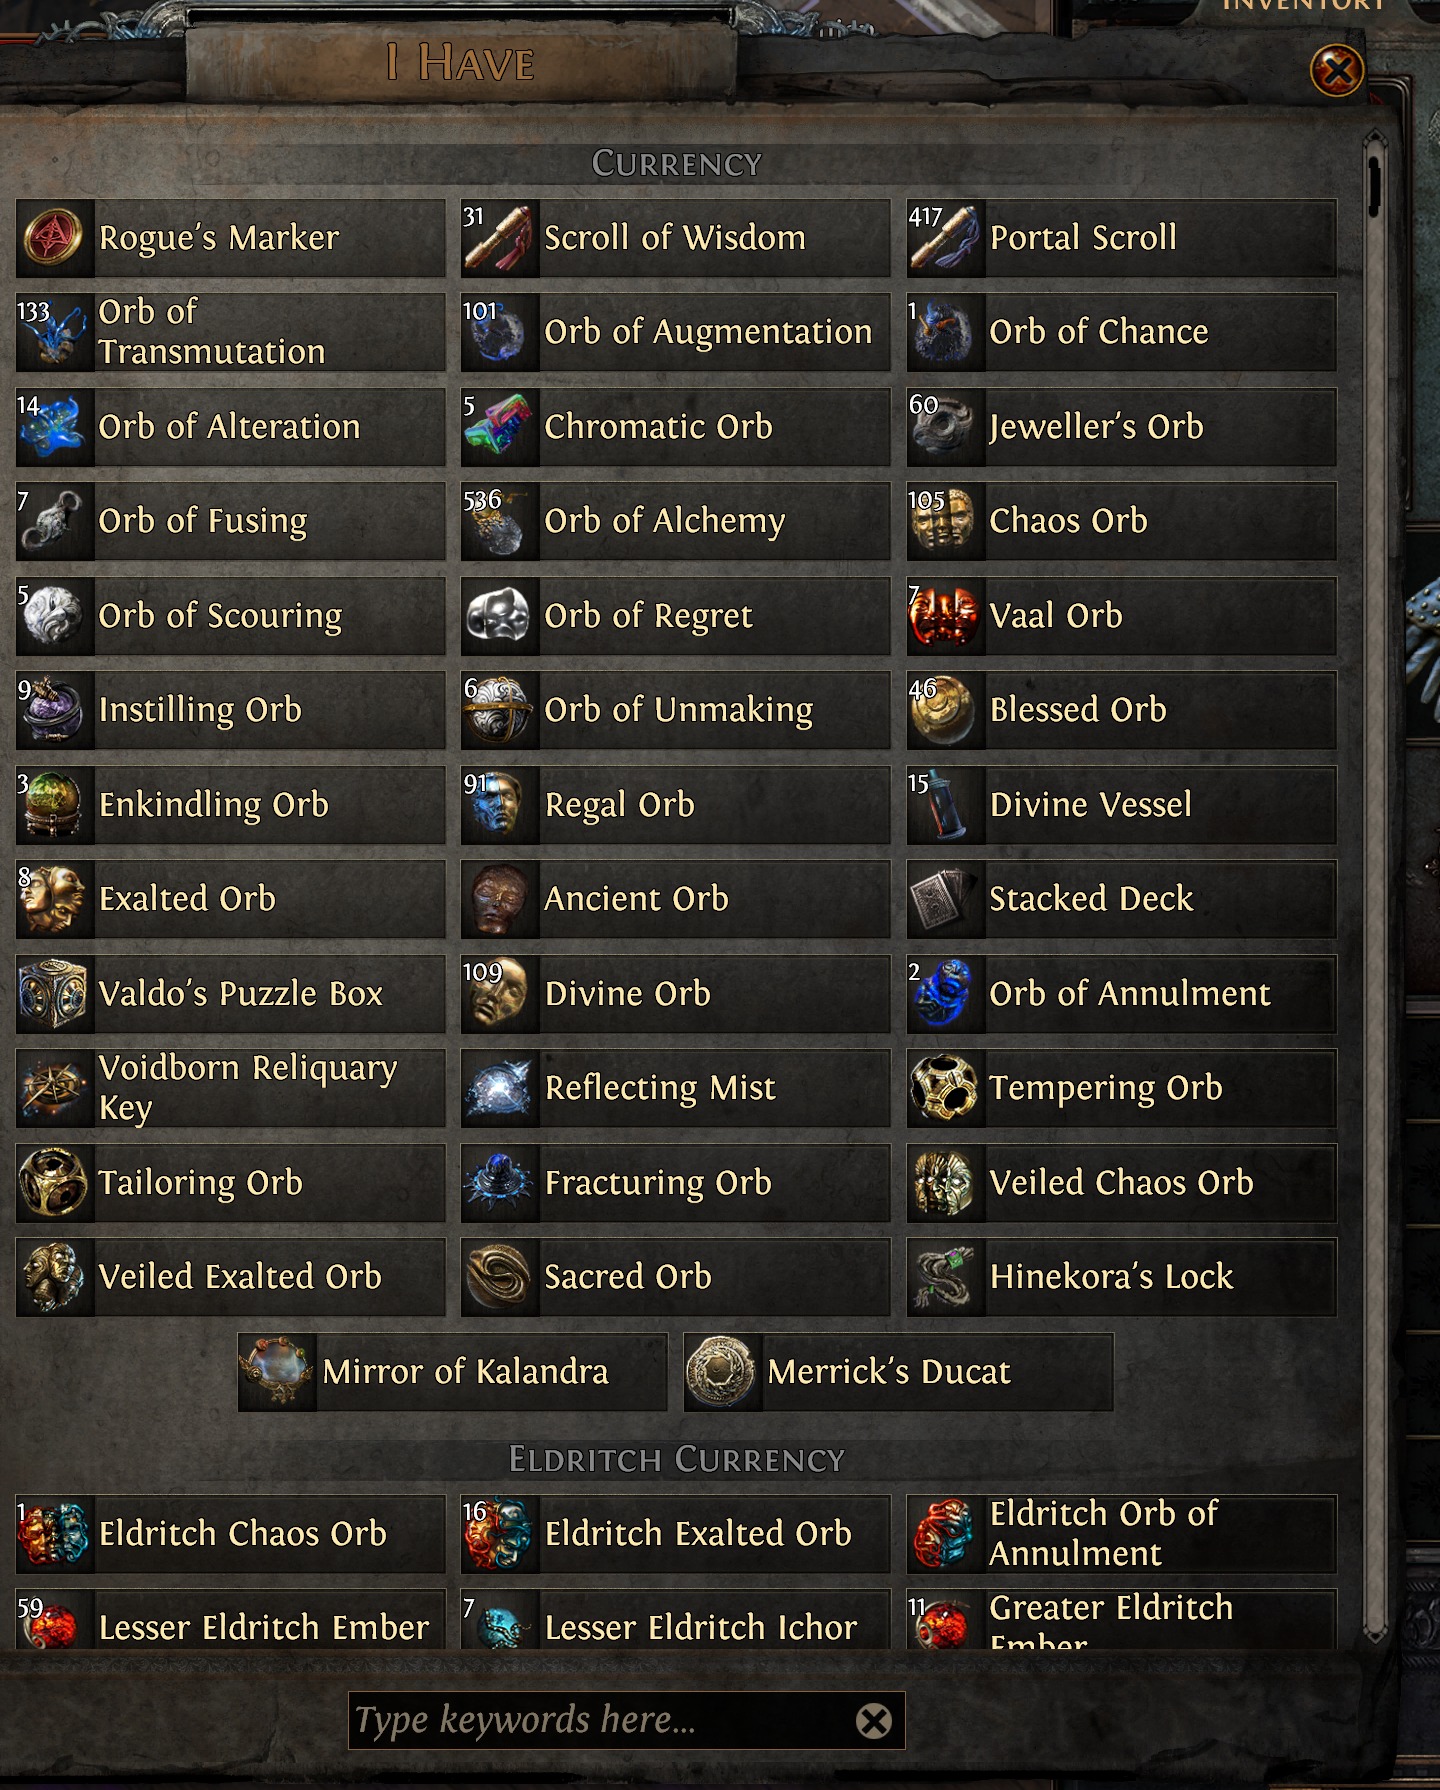 INVENTORY
I HAVE
CURRENCY
Rogue's Marker
31 Scroll of Wisdom
417 Portal Scroll
133 Orb of
Transmutation
101 Orb of Augmentation
1 Orb of Chance
14 Orb of Alteration
5 Chromatic Orb
60 Jeweller's Orb
7 Orb of Fusing
536 Orb of Alchemy
105 Chaos Orb
5 Orb of Scouring
Orb of Regret
7 Vaal Orb
9 Instilling Orb
6 Orb of Unmaking
46 Blessed Orb
3 Enkindling Orb
91 Regal Orb
15 Divine Vessel
8 Exalted Orb
Ancient Orb
Stacked Deck
Valdo's Puzzle Box
109 Divine Orb
2 Orb of Annulment
Voidborn Reliquary
Key
Reflecting Mist
Tempering Orb
Tailoring Orb
Fracturing Orb
Veiled Chaos Orb
Veiled Exalted Orb
Sacred Orb
Hinekora's Lock
Mirror of Kalandra
Merrick's Ducat
ELDRITCH CURRENCY
1 Eldritch Chaos Orb
16 Eldritch Exalted Orb
Eldritch Orb of
Annulment
59 Lesser Eldritch Ember
7 Lesser Eldritch Ichor
11 Greater Eldritch
Ember
Type keywords here...